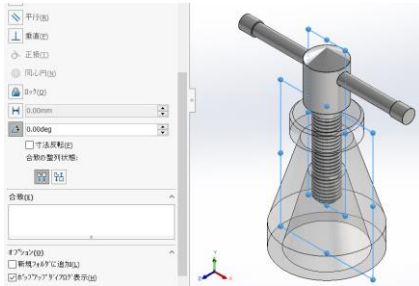 平行(R)
垂直(P)
正接(T)
同心円(N)
ロック(O)
0.00mm
0.00deg
寸法反転(F)
合致の整列状態:
合致(E)
オプション(O)
新規フォルダに追加(L)
ポップアップダイアログ表示(H)
Y